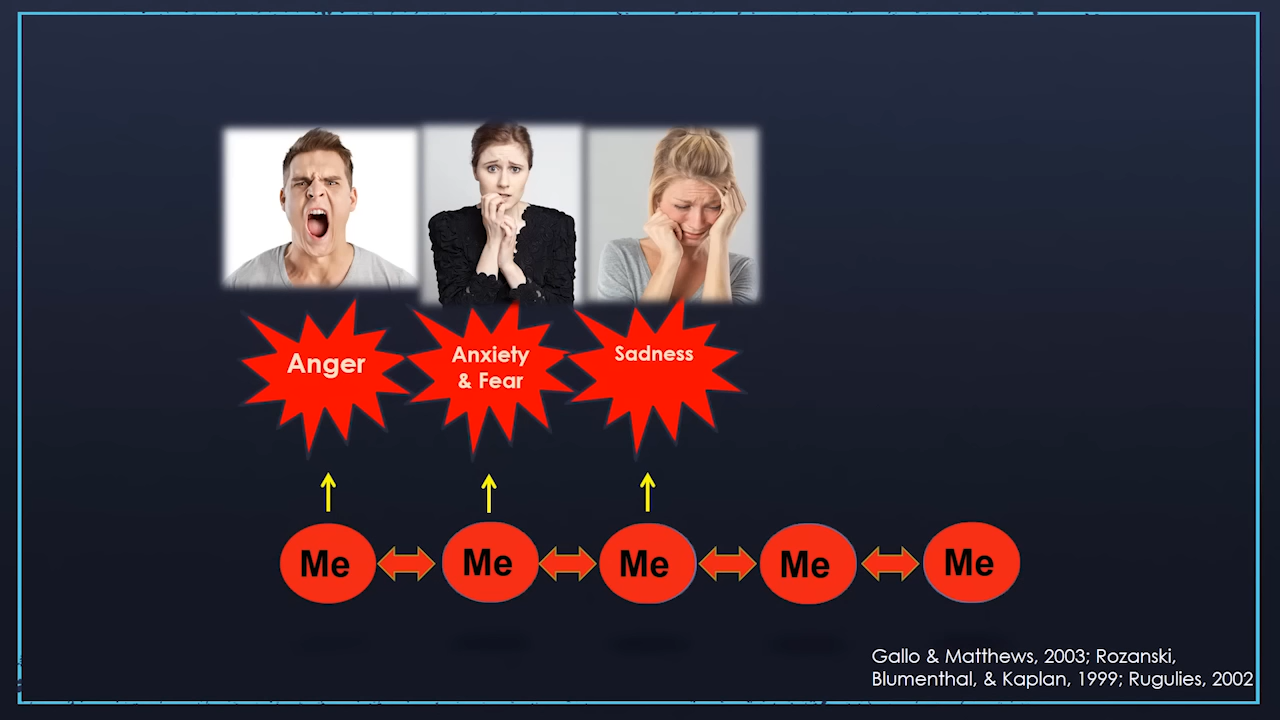 Anger
Anxiety
& Fear
Sadness
Me
Me
Me
Me
Me
Gallo & Matthews, 2003; Rozanski,
Blumenthal, & Kaplan, 1999; Rugulies, 2002